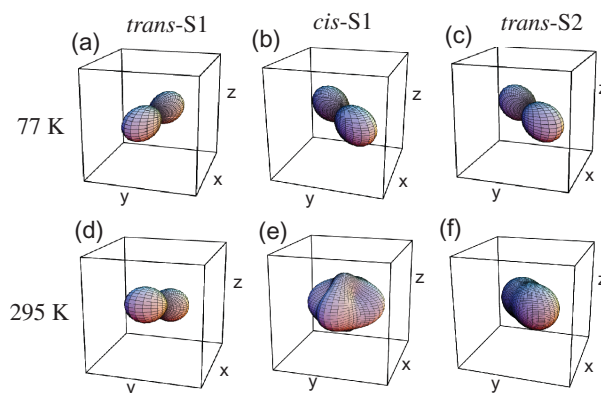 trans-S1 cis-S1 trans-S2
(a) (b) (c)
z z z
77 K
x x x
y y y
(d) (e) (f)
z z z
295 K
x x x
y y y